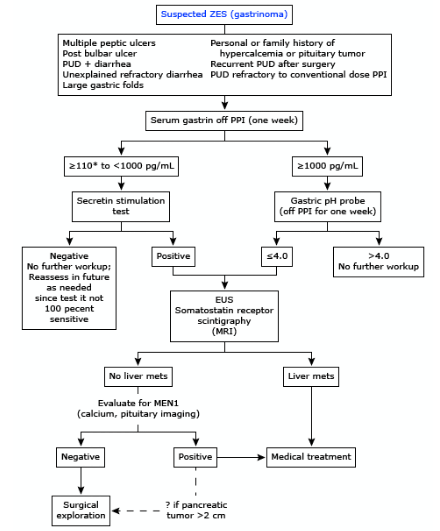 Suspected ZES (gastrinoma)
Multiple peptic ulcers
Post bulbar ulcer
PUD + diarrhea
Unexplained refractory diarrhea
Large gastric folds
Personal or family history of
hypercalcemia or pituitary tumor
Recurrent PUD after surgery
PUD refractory to conventional dose PPI
Serum gastrin off PPI (one week)
≥110* to <1000 pg/mL
≥1000 pg/mL
Secretin stimulation
test
Gastric pH probe
(off PPI for one week)
Negative
No further workup;
Reassess in future
as needed
since test it not
100 pecent
sensitive
Positive
≤4.0
>4.0
No further workup
EUS
Somatostatin receptor
scintigraphy
(MRI)
No liver mets
Liver mets
Evaluate for MEN1
(calcium, pituitary imaging)
Negative
Positive
Medical treatment
Surgical
exploration
? if pancreatic
tumor >2 cm